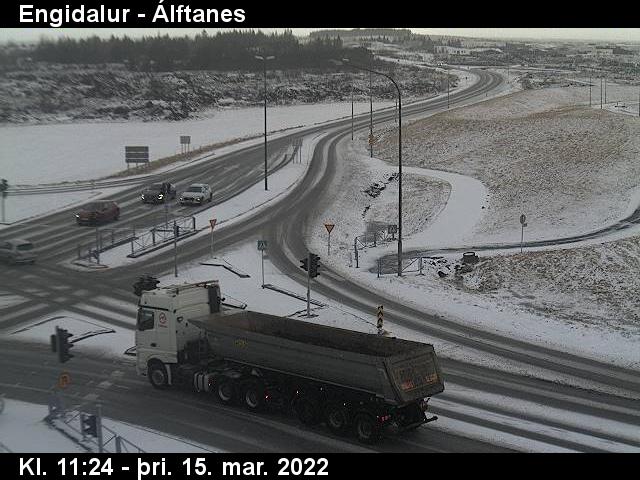 Engidalur - Álftanes
Kl. 11:24 - þri. 15. mar. 2022